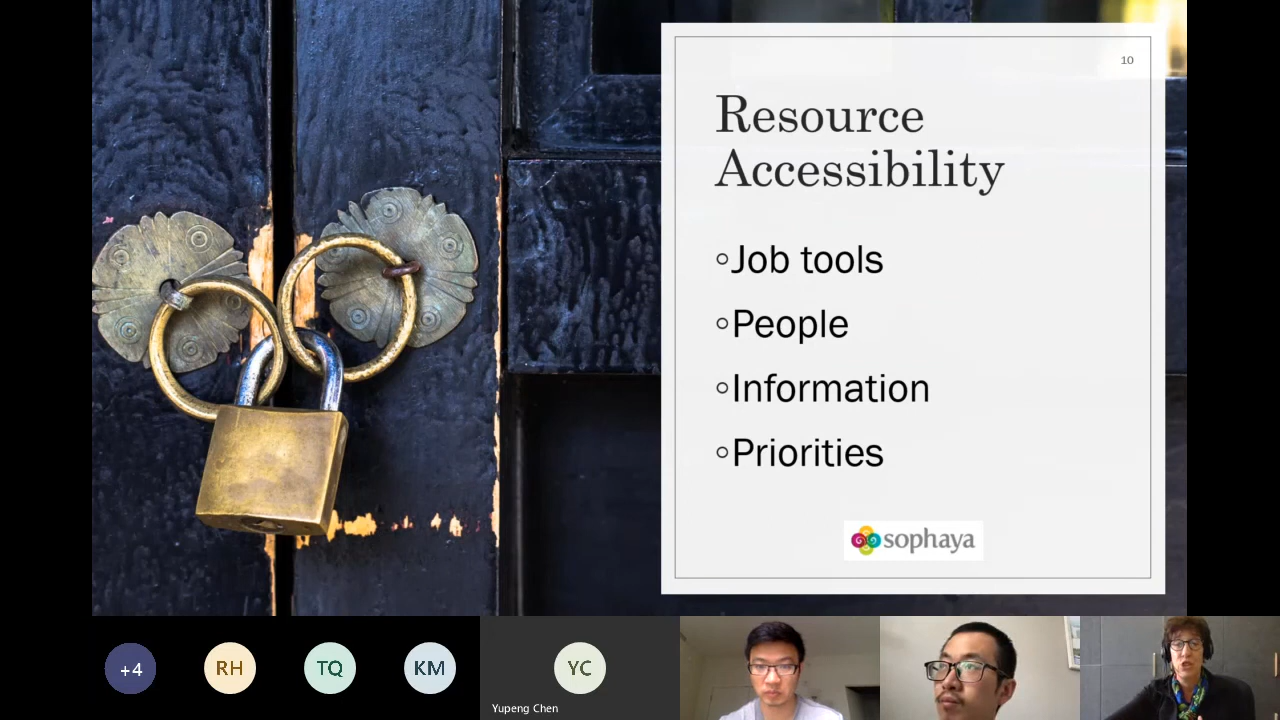 10
Resource
Accessibility
Job tools
People
Information
Priorities
sophaya
+4
RH
TQ
KM
YC
Yupeng Chen